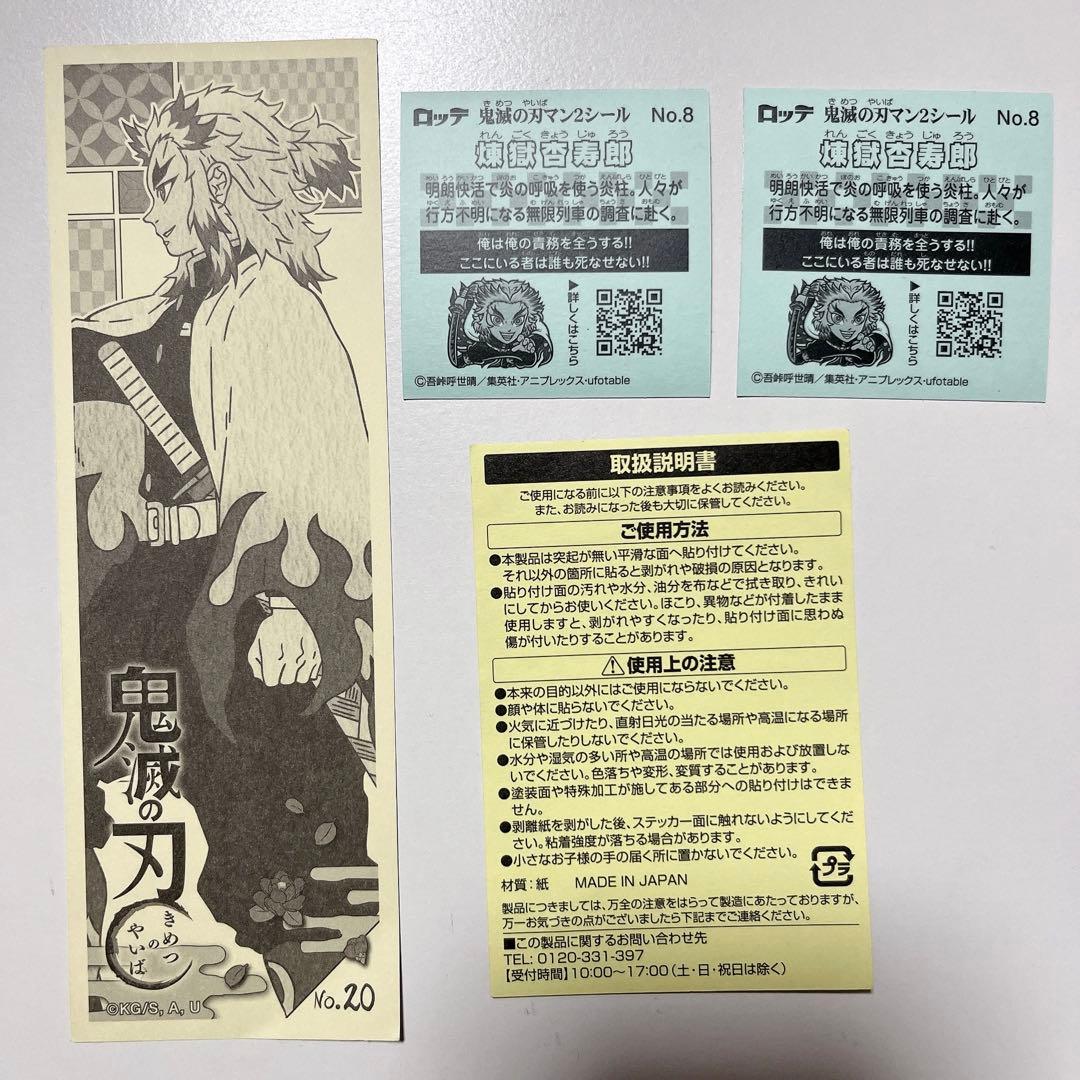 鬼滅の刃
きめつ
の
やいば
©KG/S, A, U
No.20
ロッテ 鬼滅の刃マン2シール No.8
きめつ やいば
れん ごく きょう じゅ ろう
煉獄杏寿郎
明朗快活で炎の呼吸を使う炎柱。人々が
行方不明になる無限列車の調査に赴く。
俺は俺の責務を全うする!!
ここにいる者は誰も死なせない!!
▶詳しくはこちら
©吾峠呼世晴／集英社・アニプレックス・ufotable
ロッテ 鬼滅の刃マン2シール No.8
きめつ やいば
れん ごく きょう じゅ ろう
煉獄杏寿郎
明朗快活で炎の呼吸を使う炎柱。人々が
行方不明になる無限列車の調査に赴く。
俺は俺の責務を全うする!!
ここにいる者は誰も死なせない!!
▶詳しくはこちら
©吾峠呼世晴／集英社・アニプレックス・ufotable
取扱説明書
ご使用になる前に以下の注意事項をよくお読みください。
また、お読みになった後も大切に保管してください。
ご使用方法
●本製品は突起が無い平滑な面へ貼り付けてください。
それ以外の箇所に貼ると剥がれや破損の原因となります。
●貼り付け面の汚れや水分、油分を布などで拭き取り、きれい
にしてからお使いください。ほこり、異物などが付着したまま
使用しますと、剥がれやすくなったり、貼り付け面に思わぬ
傷が付いたりすることがあります。
⚠使用上の注意
●本来の目的以外にはご使用にならないでください。
●顔や体に貼らないでください。
●火気に近づけたり、直射日光の当たる場所や高温になる場所
に保管したりしないでください。
●水分や湿気の多い所や高温の場所では使用および放置しな
いでください。色落ちや変形、変質することがあります。
●塗装面や特殊加工が施してある部分への貼り付けはできま
せん。
●剥離紙を剥がした後、ステッカー面に触れないようにしてくだ
さい。粘着強度が落ちる場合があります。
●小さなお子様の手の届く所に置かないでください。
プラ
材質：紙 MADE IN JAPAN
製品につきましては、万全の注意をはらって製造にあたっておりますが、
万一お気づきの点がございましたら下記までご連絡ください。
■この製品に関するお問い合わせ先
TEL: 0120-331-397
【受付時間】10:00～17:00（土・日・祝日は除く）